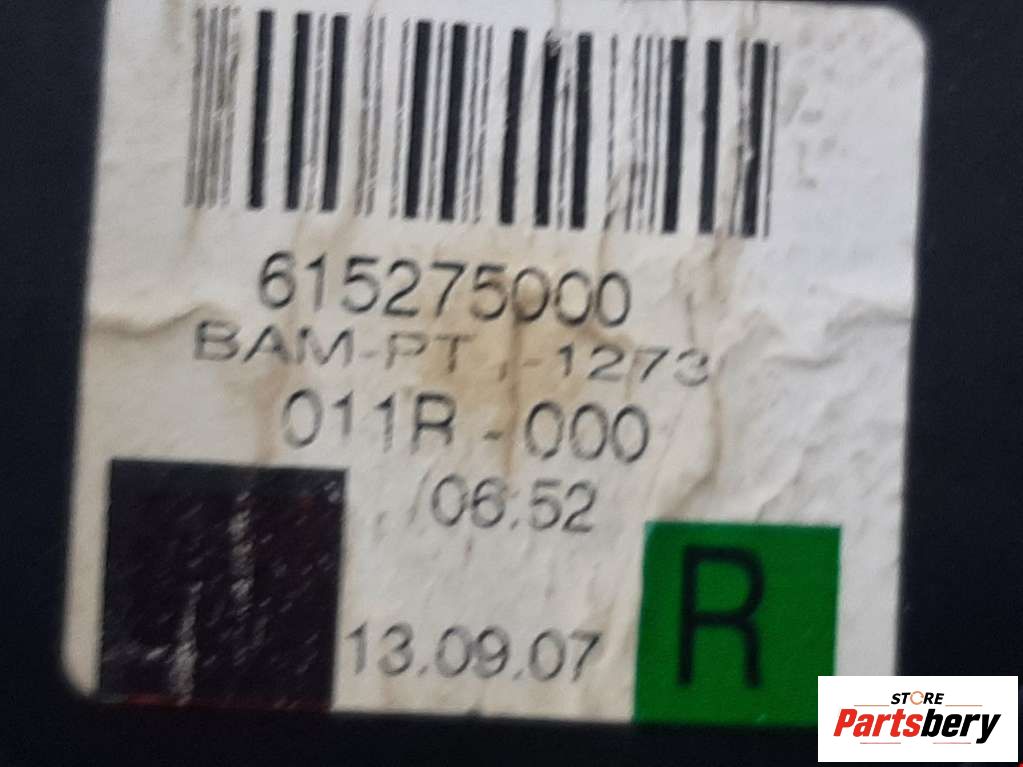 615275000
BAM-PT -1273
011R-000
06:52
13.09.07
R
STORE
Partsbery